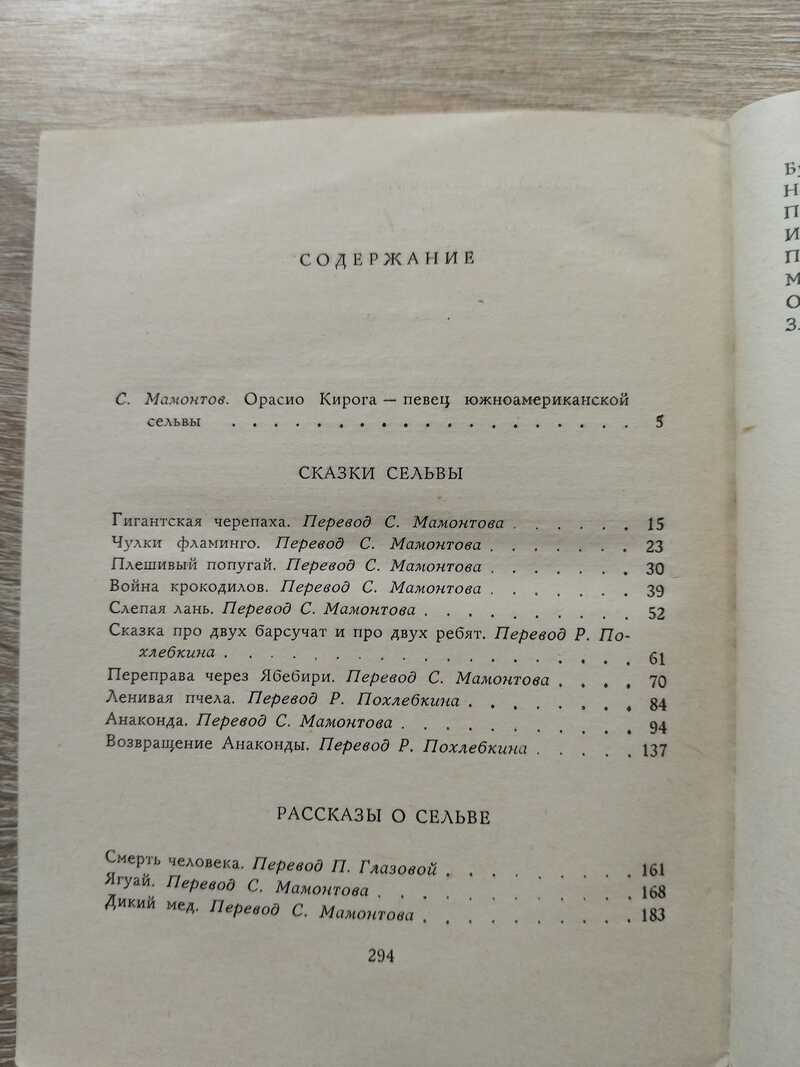 СОДЕРЖАНИЕ
С. Мамонтов. Орасио Кирога — певец южноамериканской
сельвы . . . . . . . . . . . . . . . . . . 5
СКАЗКИ СЕЛЬВЫ
Гигантская черепаха. Перевод С. Мамонтова . . . . . . 15
Чулки фламинго. Перевод С. Мамонтова . . . . . . . 23
Плешивый попугай. Перевод С. Мамонтова . . . . . . . 30
Война крокодилов. Перевод С. Мамонтова . . . . . . . 39
Слепая лань. Перевод С. Мамонтова . . . . . . . . . . 52
Сказка про двух барсучат и про двух ребят. Перевод Р. По-
хлебкина . . . . . . . . . . . . . . . . . . 61
Переправа через Ябебири. Перевод С. Мамонтова . . . . 70
Ленивая пчела. Перевод Р. Похлебкина . . . . . . . . 84
Анаконда. Перевод С. Мамонтова . . . . . . . . . . . 94
Возвращение Анаконды. Перевод Р. Похлебкина . . . . . 137
РАССКАЗЫ О СЕЛЬВЕ
Смерть человека. Перевод П. Глазовой . . . . . . . . . 161
Ягуай. Перевод С. Мамонтова . . . . . . . . . . . . 168
Дикий мед. Перевод С. Мамонтова . . . . . . . . . . 183
294